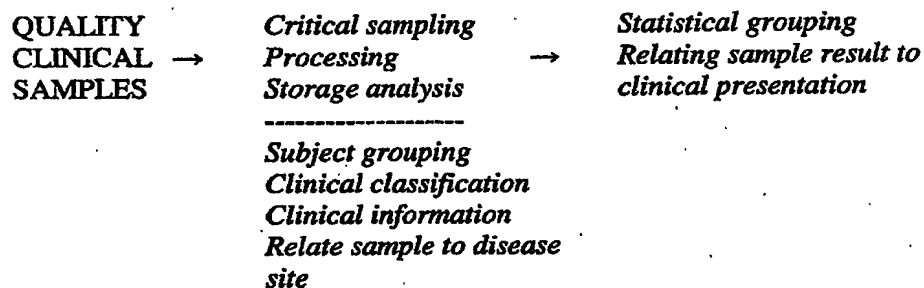 QUALITY
CLINICAL →
SAMPLES
Critical sampling
Processing →
Storage analysis
---------------------
Subject grouping
Clinical classification
Clinical information
Relate sample to disease
site
Statistical grouping
Relating sample result to
clinical presentation